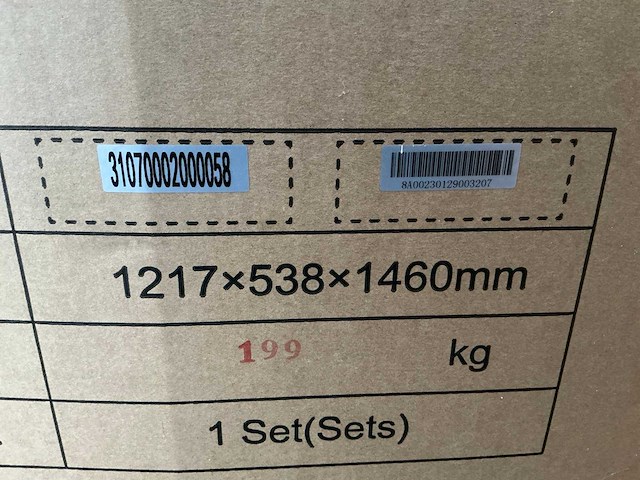 31070002000058
8A00230129003207
1217×538×1460mm
199 kg
1 Set(Sets)